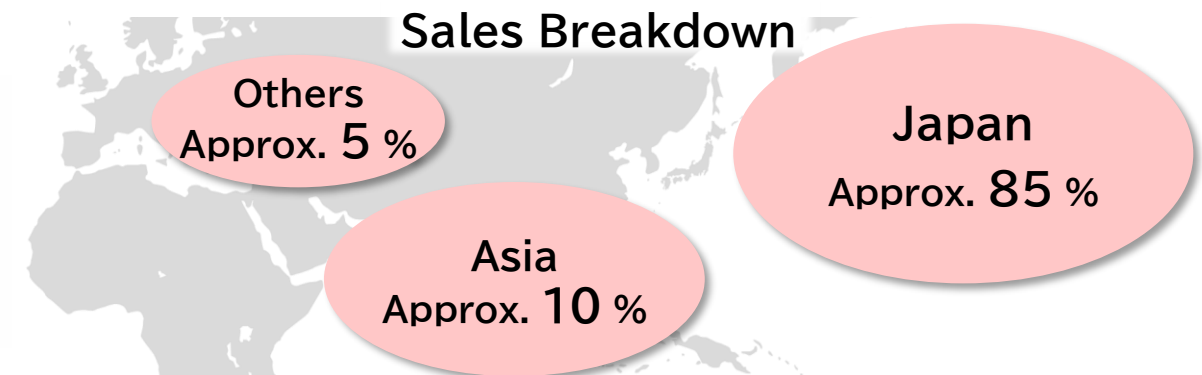 Sales Breakdown
Others
Approx. 5 %
Japan
Approx. 85 %
Asia
Approx. 10 %